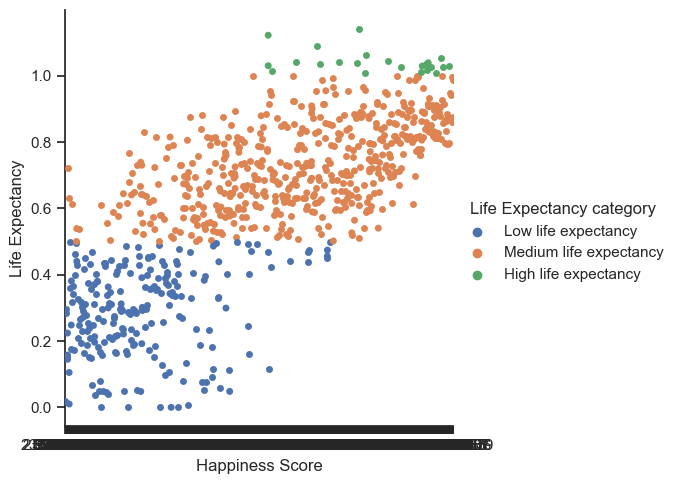 1.0
0.8
0.6
0.4
0.2
0.0
Life Expectancy
Happiness Score
Life Expectancy category
Low life expectancy
Medium life expectancy
High life expectancy